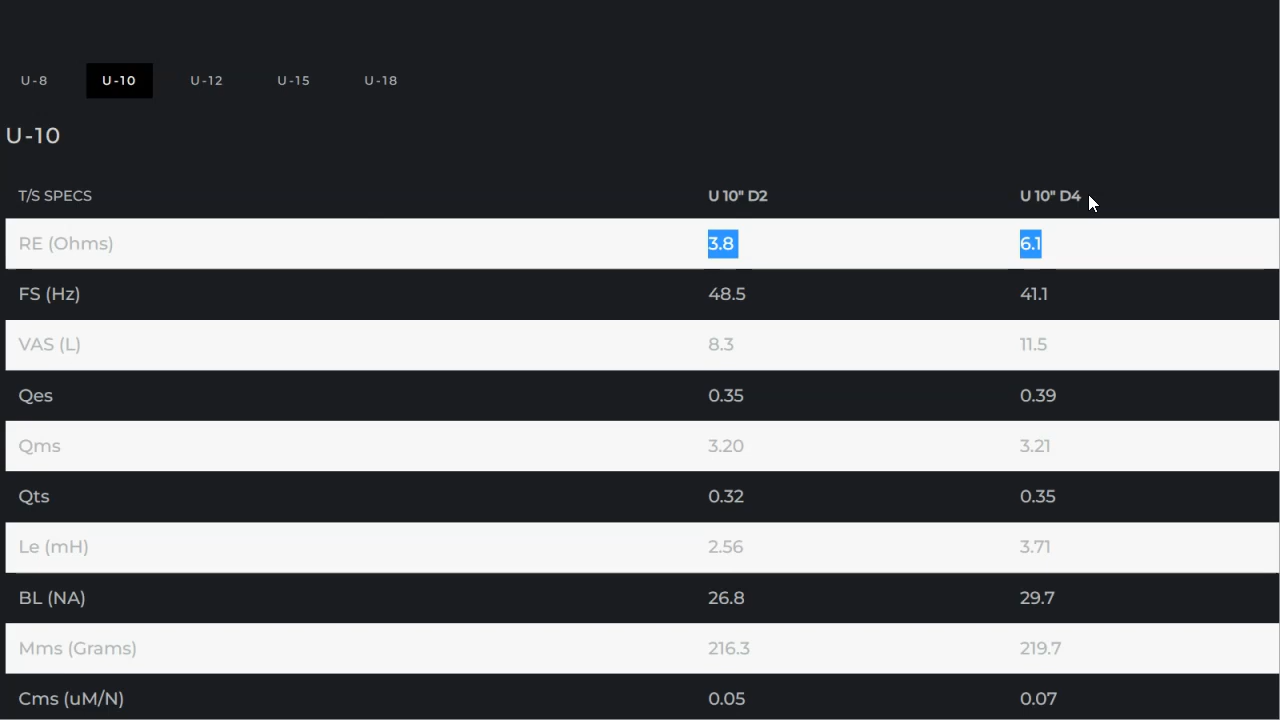 U-8 U-10 U-12 U-15 U-18
U-10
T/S SPECS U 10" D2 U 10" D4
RE (Ohms) 3.8 6.1
FS (Hz) 48.5 41.1
VAS (L) 8.3 11.5
Qes 0.35 0.39
Qms 3.20 3.21
Qts 0.32 0.35
Le (mH) 2.56 3.71
BL (NA) 26.8 29.7
Mms (Grams) 216.3 219.7
Cms (uM/N) 0.05 0.07